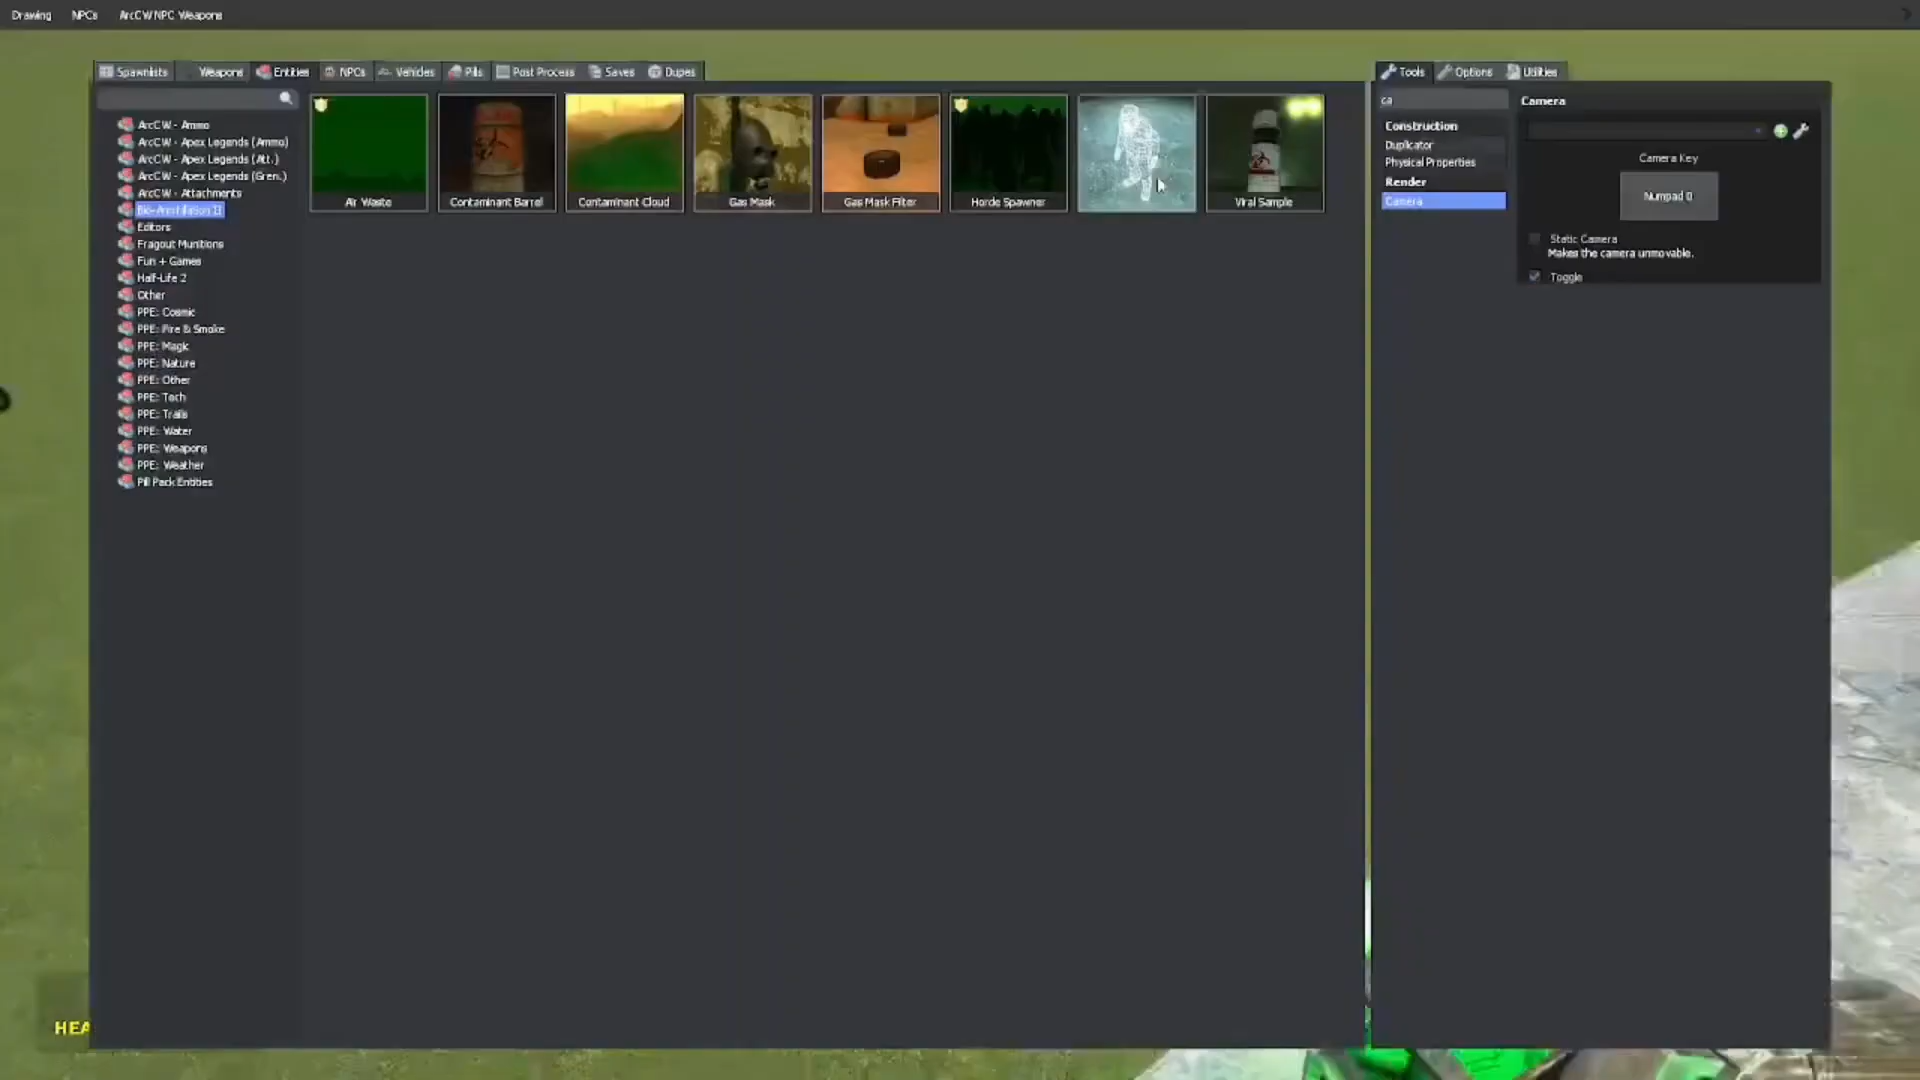 Drawing NPCs ArcCW NPC Weapons
Spawnlists Weapons Entities NPCs Vehicles Pills Post Process Saves Dupes
ArcCW - Ammo
ArcCW - Apex Legends (Ammo)
ArcCW - Apex Legends (Att.)
ArcCW - Apex Legends (Gren.)
ArcCW - Attachments
Bio-Annihilation II
Editors
Fragout Munitions
Fun + Games
Half-Life 2
Other
PPE: Cosmic
PPE: Fire & Smoke
PPE: Magic
PPE: Nature
PPE: Other
PPE: Tech
PPE: Trails
PPE: Water
PPE: Weapons
PPE: Weather
Pill Pack Entities
Air Waste Contaminant Barrel Contaminant Cloud Gas Mask Gas Mask Filter Horde Spawner Viral Sample
Tools Options Utilities
ca
Construction
Duplicator
Physical Properties
Render
Camera
Camera
Camera Key
Numpad 0
Static Camera
Makes the camera unmovable.
Toggle
HEA